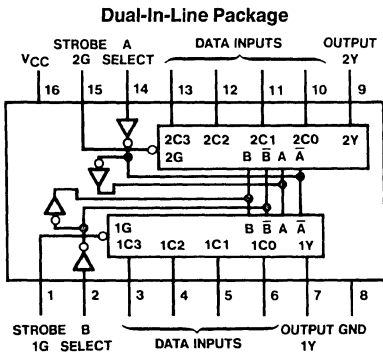 Dual-In-Line Package
STROBE A DATA INPUTS OUTPUT
VCC 2G SELECT 2Y
16 15 14 13 12 11 10 9
2C3 2C2 2C1 2C0 2Y
2G B B̅ A A̅
1G B B̅ A A̅
1C3 1C2 1C1 1C0 1Y
1 2 3 4 5 6 7 8
STROBE B DATA INPUTS OUTPUT GND
1G SELECT 1Y